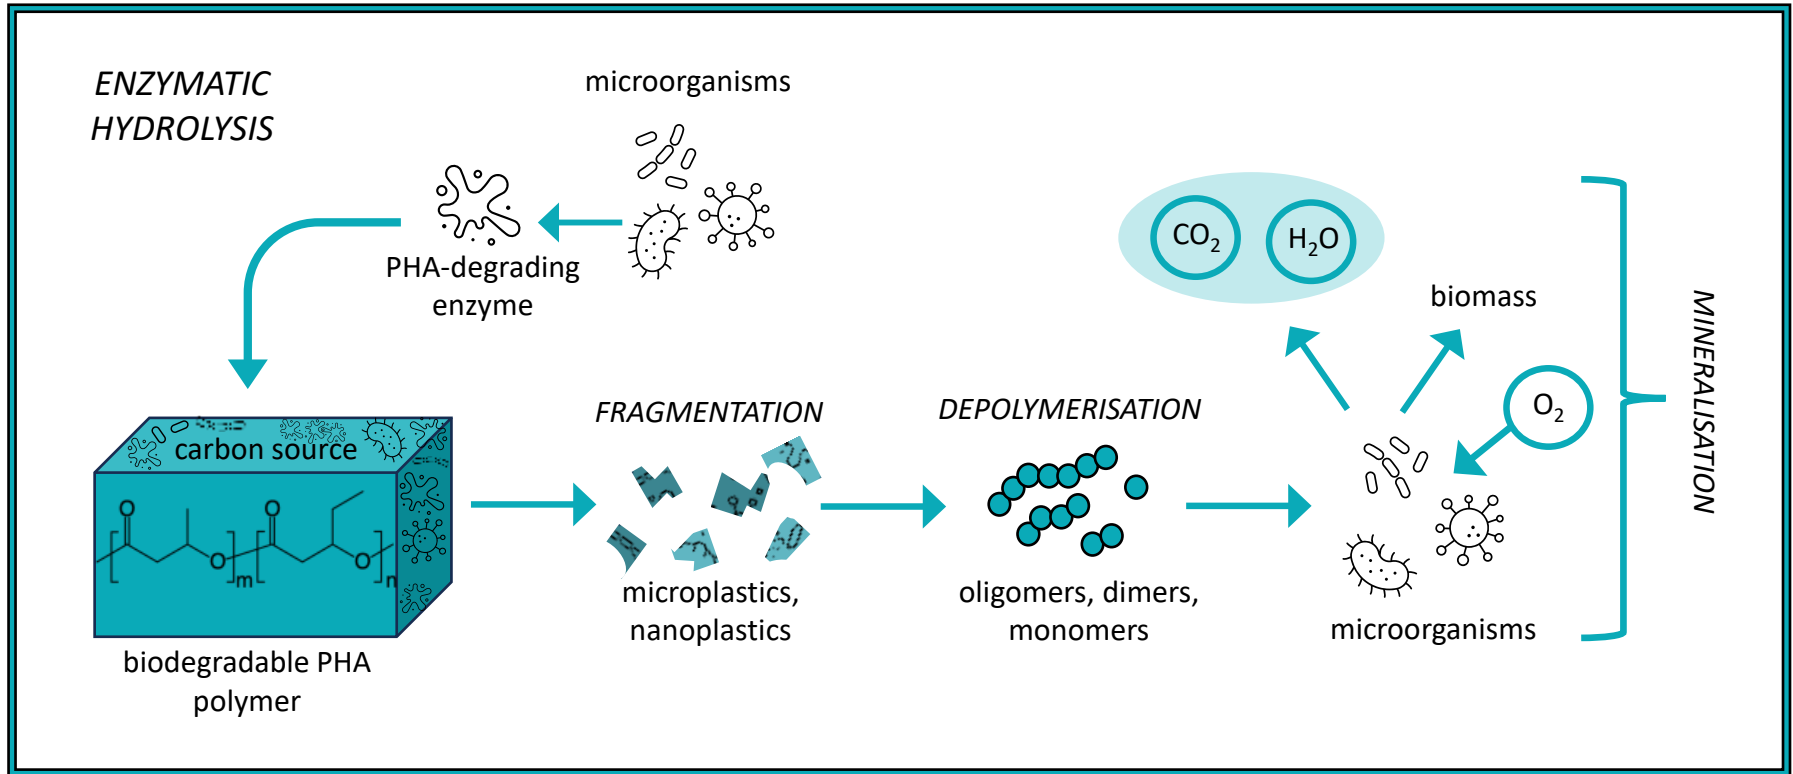 ENZYMATIC
HYDROLYSIS
microorganisms
PHA-degrading
enzyme
carbon source
O
O
O
O
m
n
biodegradable PHA
polymer
FRAGMENTATION
microplastics,
nanoplastics
DEPOLYMERISATION
oligomers, dimers,
monomers
CO₂
H₂O
biomass
O₂
microorganisms
MINERALISATION